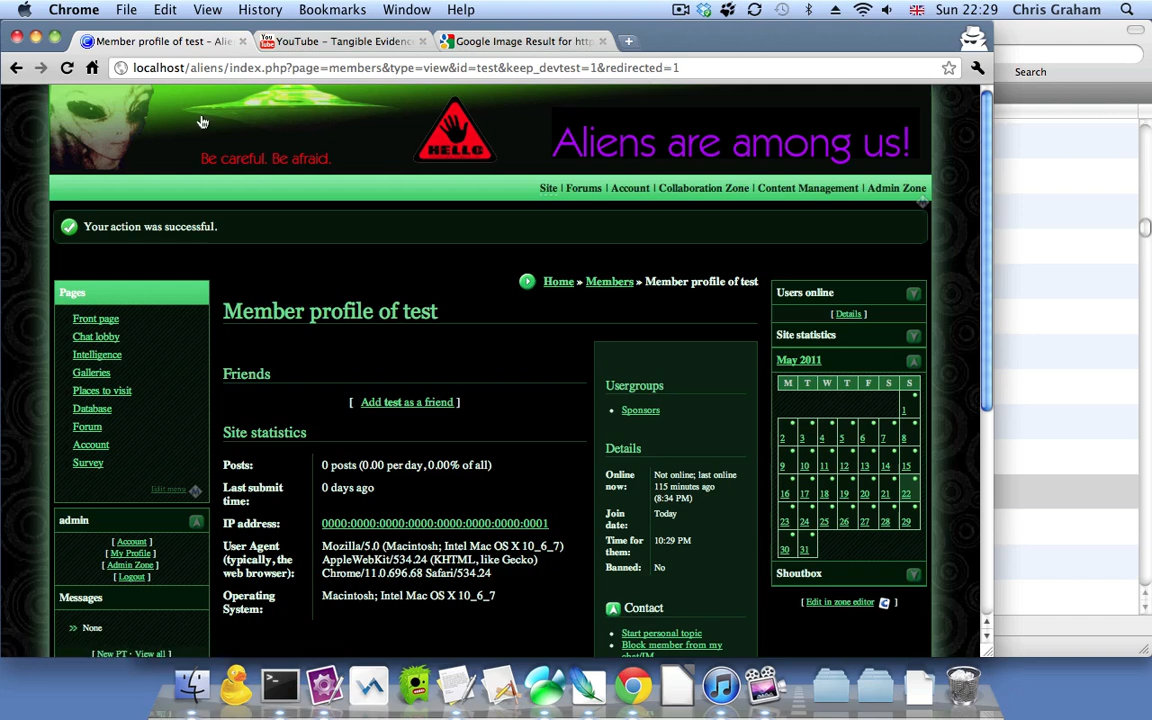 Chrome File Edit View History Bookmarks Window Help Sun 22:29 Chris Graham
Member profile of test - Alie
YouTube - Tangible Evidence
Google Image Result for http
localhost/aliens/index.php?page=members&type=view&id=test&keep_devtest=1&redirected=1
Search
HELLO
Aliens are among us!
Be careful. Be afraid.
Site | Forums | Account | Collaboration Zone | Content Management | Admin Zone
Your action was successful.
Home » Members » Member profile of test
Pages
Front page
Chat lobby
Intelligence
Galleries
Places to visit
Database
Forum
Account
Survey
Edit menu
admin
[ Account ]
[ My Profile ]
[ Admin Zone ]
[ Logout ]
Messages
None
[ New PT · View all ]
Member profile of test
Friends
[ Add test as a friend ]
Site statistics
Posts: 0 posts (0.00 per day, 0.00% of all)
Last submit time: 0 days ago
IP address: 0000:0000:0000:0000:0000:0000:0000:0001
User Agent (typically, the web browser): Mozilla/5.0 (Macintosh; Intel Mac OS X 10_6_7)
AppleWebKit/534.24 (KHTML, like Gecko)
Chrome/11.0.696.68 Safari/534.24
Operating System: Macintosh; Intel Mac OS X 10_6_7
Usergroups
Sponsors
Details
Online now: Not online; last online
115 minutes ago
(8:34 PM)
Join date: Today
Time for them: 10:29 PM
Banned: No
Contact
Start personal topic
Block member from my
chat/IM
Users online
[ Details ]
Site statistics
May 2011
M T W T F S S
1
2 3 4 5 6 7 8
9 10 11 12 13 14 15
16 17 18 19 20 21 22
23 24 25 26 27 28 29
30 31
Shoutbox
[ Edit in zone editor ]